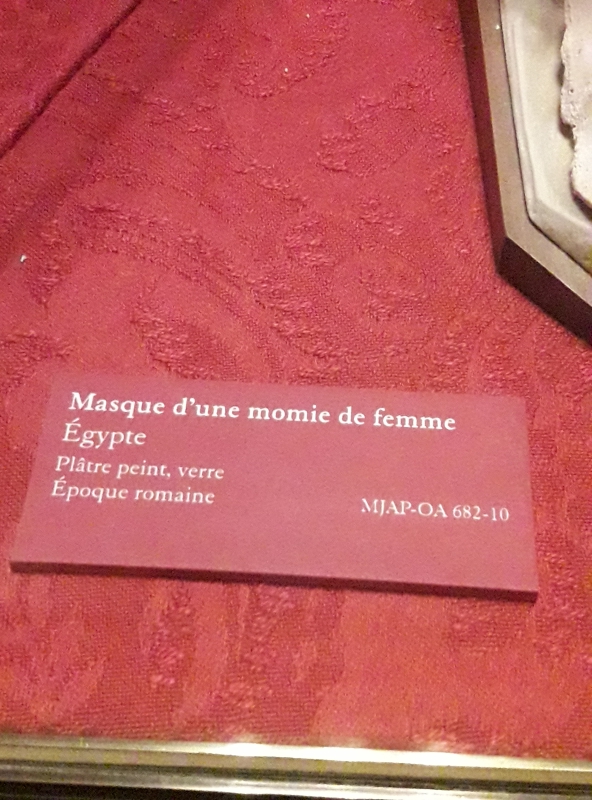 Masque d'une momie de femme
Égypte
Plâtre peint, verre
Époque romaine
MJAP-OA 682-10